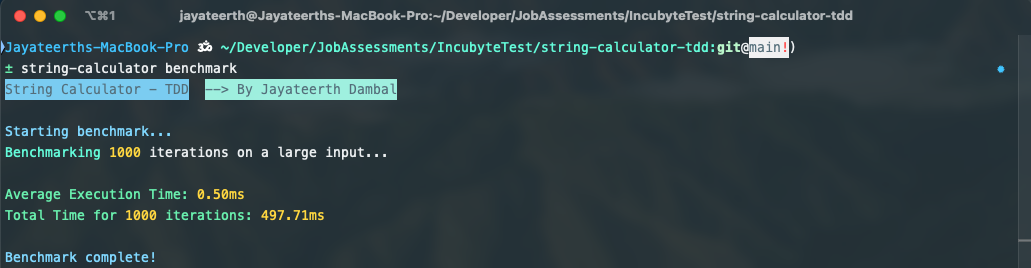 ⌥⌘1 jayateerth@Jayateerths-MacBook-Pro:~/Developer/JobAssessments/IncubyteTest/string-calculator-tdd
Jayateerths-MacBook-Pro ॐ ~/Developer/JobAssessments/IncubyteTest/string-calculator-tdd:git@main!)
± string-calculator benchmark
String Calculator - TDD --> By Jayateerth Dambal
Starting benchmark...
Benchmarking 1000 iterations on a large input...
Average Execution Time: 0.50ms
Total Time for 1000 iterations: 497.71ms
Benchmark complete!